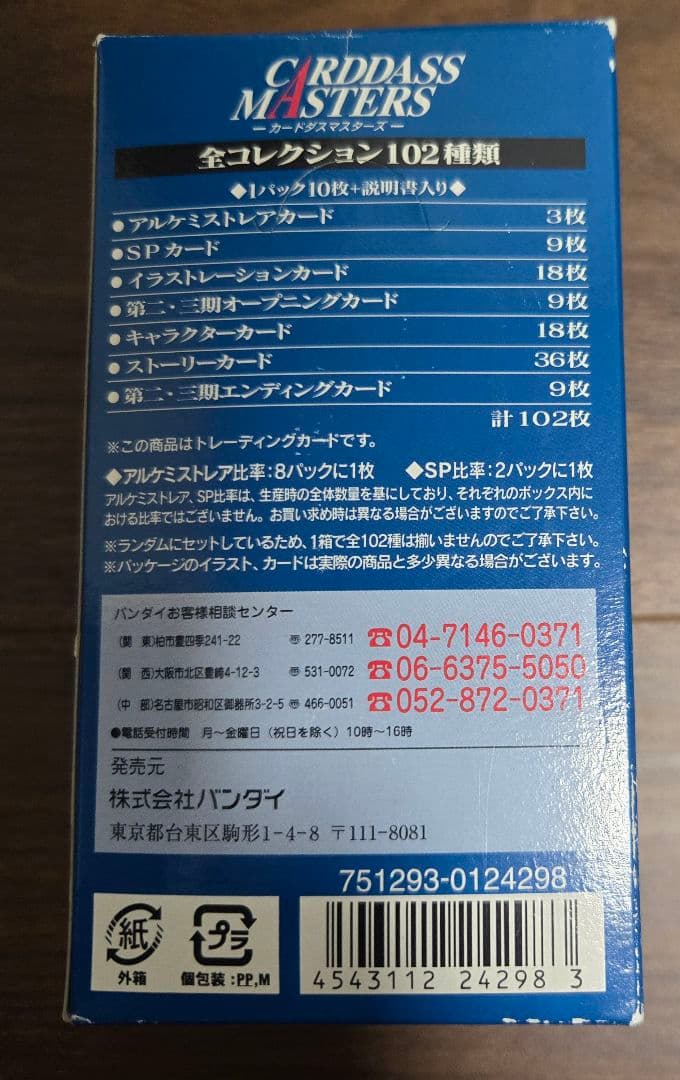 CARDDASS
MASTERS
カードダスマスターズ
全コレクション102種類
◆1パック10枚+説明書入り◆
●アルケミストレアカード 3枚
●SPカード 9枚
●イラストレーションカード 18枚
●第二・三期オープニングカード 9枚
●キャラクターカード 18枚
●ストーリーカード 36枚
●第二・三期エンディングカード 9枚
計102枚
※この商品はトレーディングカードです。
◆アルケミストレア比率:8パックに1枚 ◆SP比率:2パックに1枚
アルケミストレア、SP比率は、生産時の全体数量を基にしており、それぞれのボックス内に
おける比率ではございません。お買い求め時は異なる場合がございますのでご了承下さい。
※ランダムにセットしているため、1箱で全102種は揃いませんのでご了承下さい。
※パッケージのイラスト、カードは実際の商品と多少異なる場合がございます。
バンダイお客様相談センター
(関 東)柏市豊四季241-22 〠277-8511 ☎04-7146-0371
(関 西)大阪市北区豊崎4-12-3 〠531-0072 ☎06-6375-5050
(中 部)名古屋市昭和区御器所3-2-5 〠466-0051 ☎052-872-0371
●電話受付時間 月〜金曜日(祝日を除く)10時〜16時
発売元
株式会社バンダイ
東京都台東区駒形1-4-8 〒111-8081
751293-0124298
紙
外箱
プラ
個包装:PP,M
4543112 24298 3